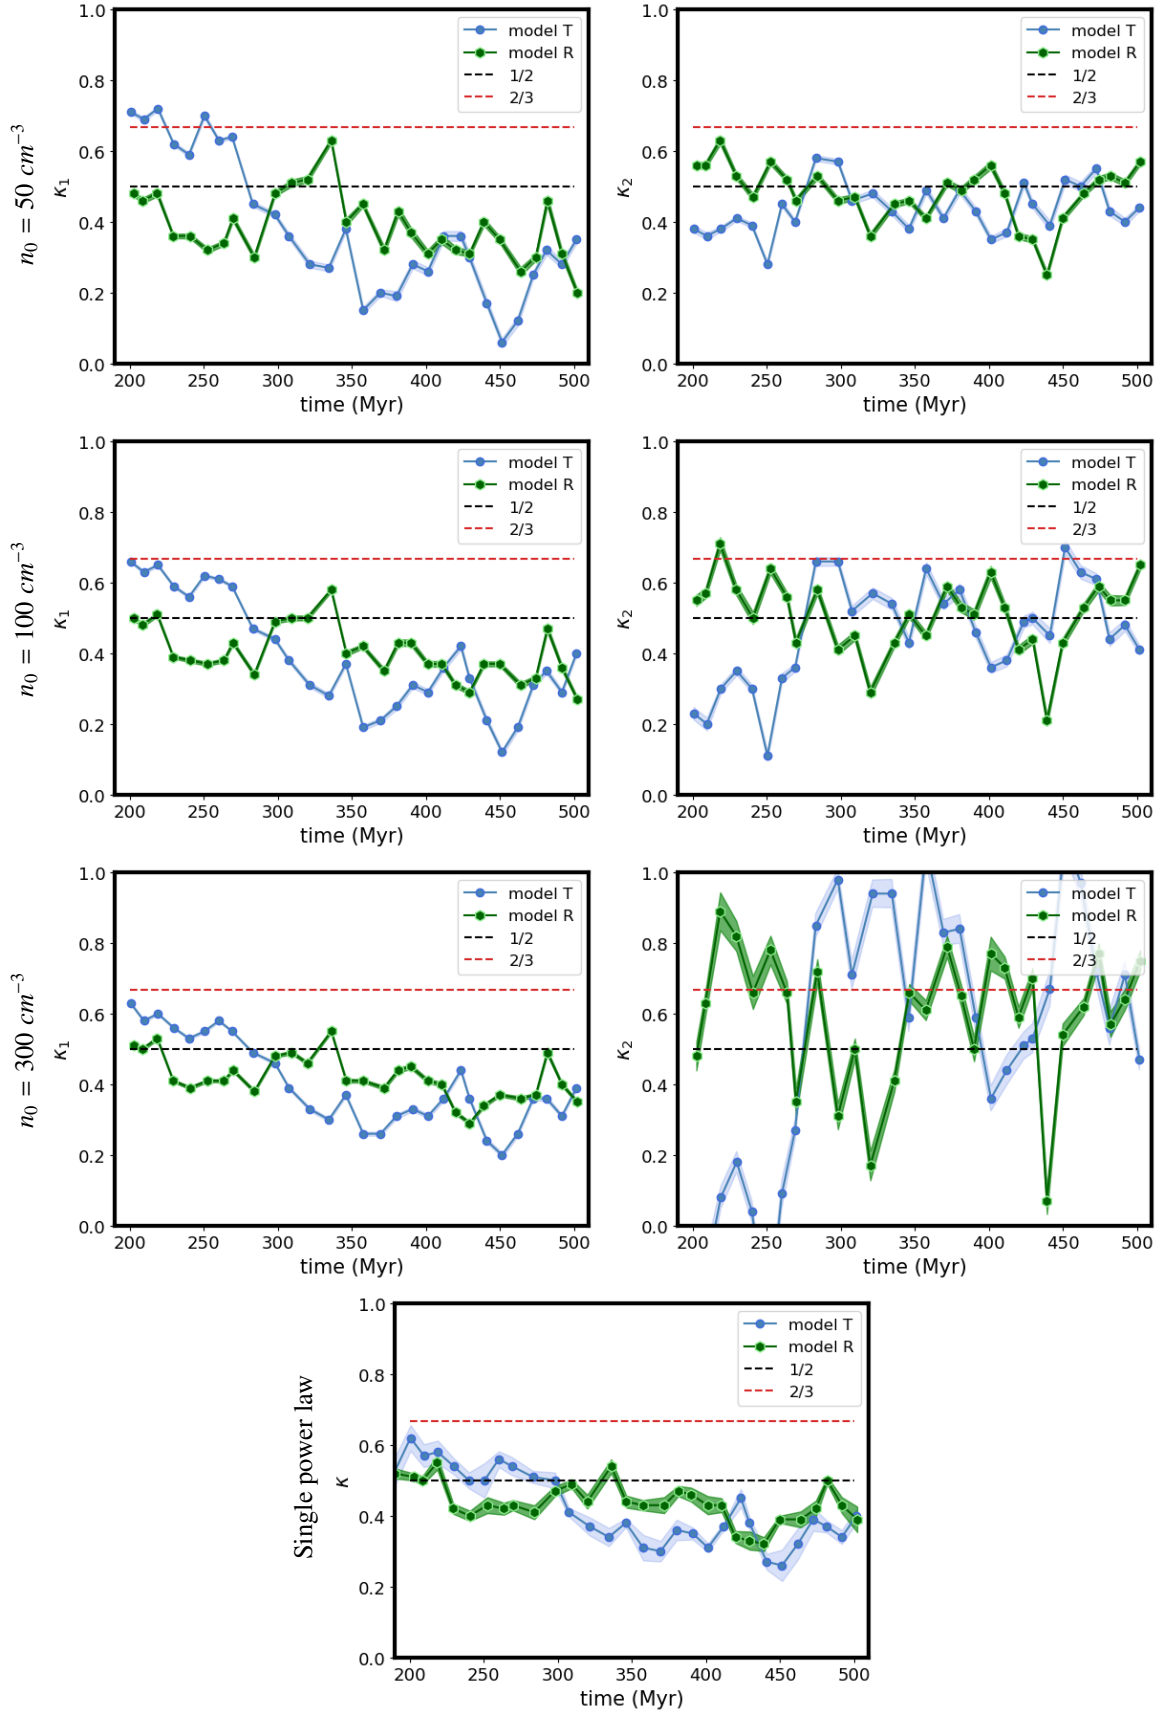 n₀ = 50 cm⁻³
κ₁
1.0
0.8
0.6
0.4
0.2
0.0
model T
model R
1/2
2/3
200 250 300 350 400 450 500
time (Myr)
κ₂
1.0
0.8
0.6
0.4
0.2
0.0
model T
model R
1/2
2/3
200 250 300 350 400 450 500
time (Myr)
n₀ = 100 cm⁻³
κ₁
1.0
0.8
0.6
0.4
0.2
0.0
model T
model R
1/2
2/3
200 250 300 350 400 450 500
time (Myr)
κ₂
1.0
0.8
0.6
0.4
0.2
0.0
model T
model R
1/2
2/3
200 250 300 350 400 450 500
time (Myr)
n₀ = 300 cm⁻³
κ₁
1.0
0.8
0.6
0.4
0.2
0.0
model T
model R
1/2
2/3
200 250 300 350 400 450 500
time (Myr)
κ₂
1.0
0.8
0.6
0.4
0.2
0.0
model T
model R
1/2
2/3
200 250 300 350 400 450 500
time (Myr)
Single power law
κ
1.0
0.8
0.6
0.4
0.2
0.0
model T
model R
1/2
2/3
200 250 300 350 400 450 500
time (Myr)